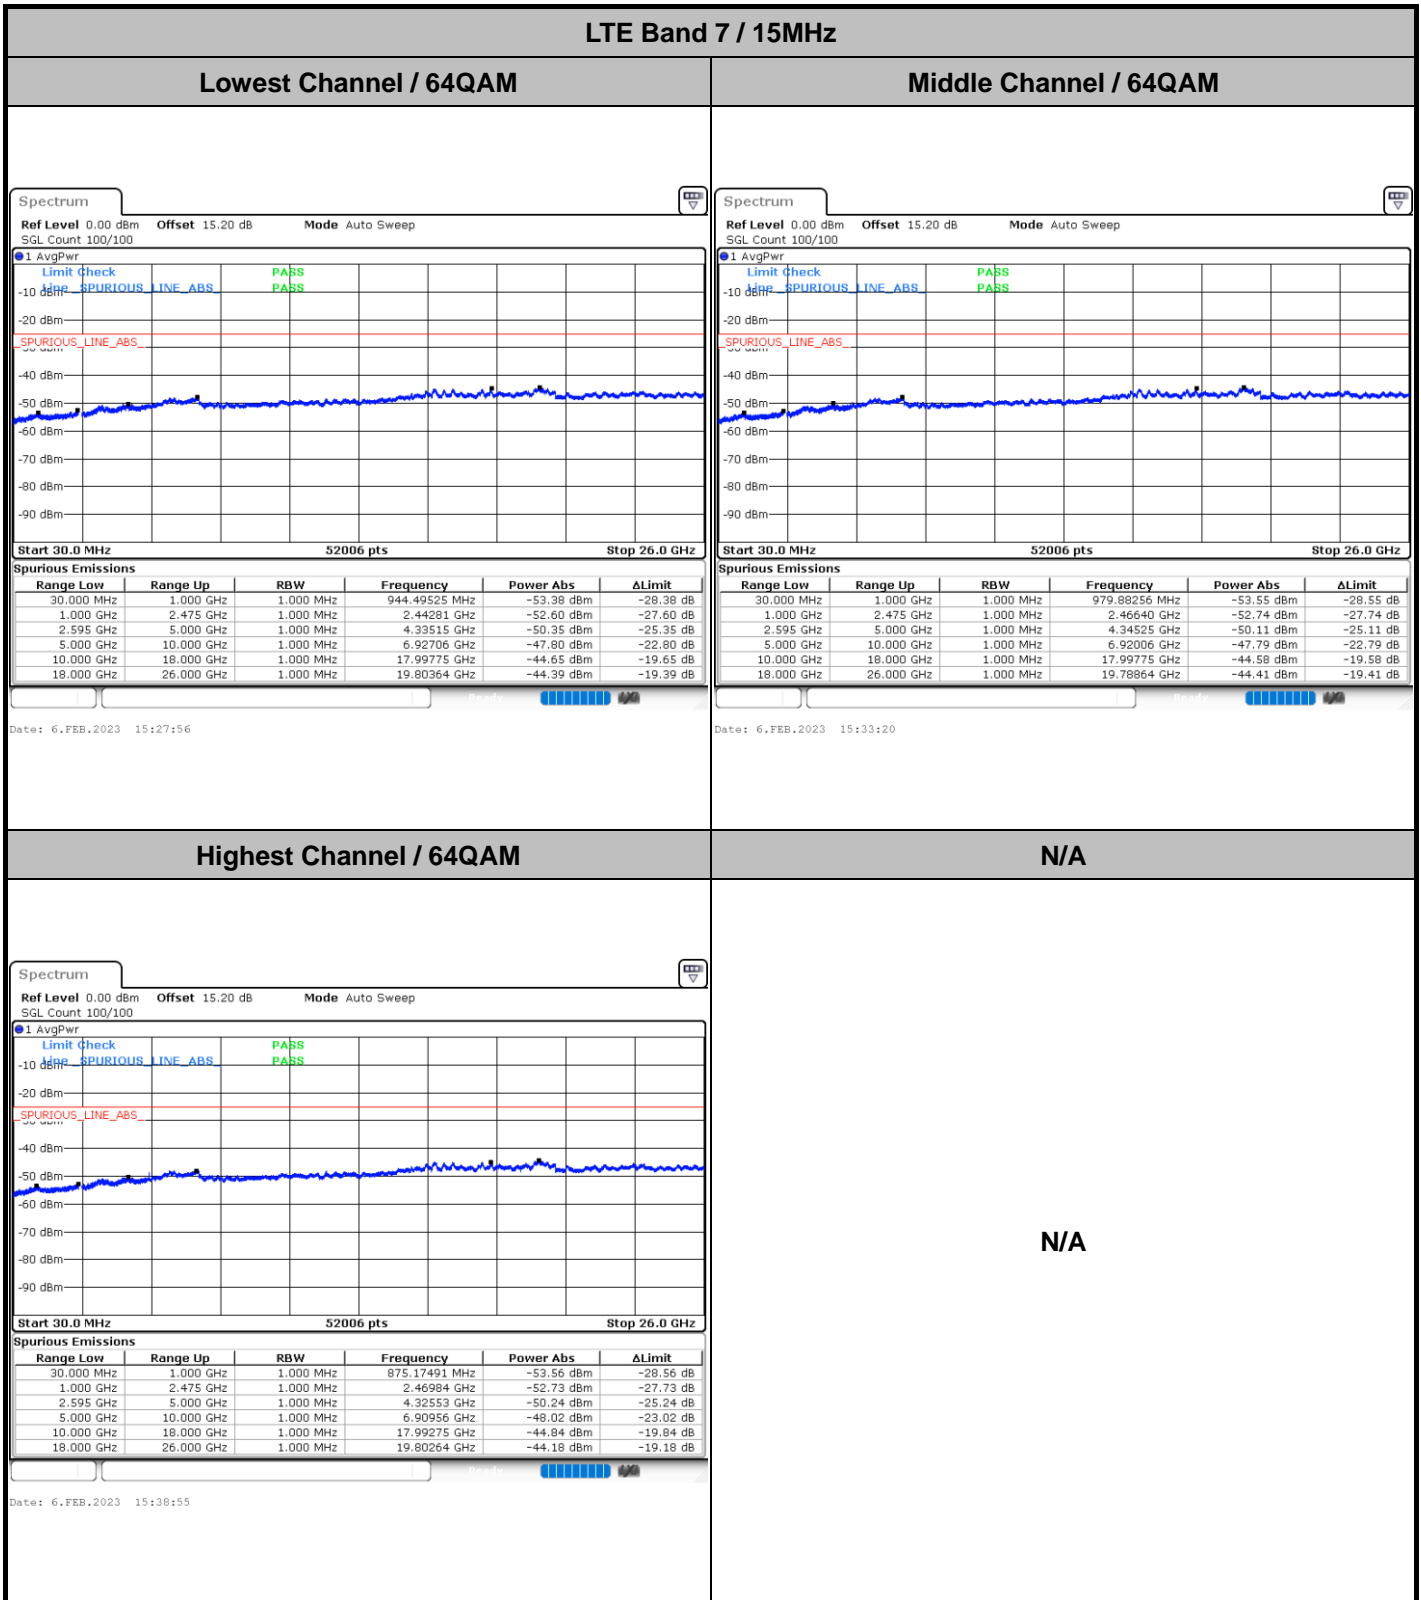 LTE Band 7 / 15MHz
Lowest Channel / 64QAM
Middle Channel / 64QAM
Spectrum
Ref Level 0.00 dBm Offset 15.20 dB Mode Auto Sweep
SGL Count 100/100
1 AvgPwr
Limit Check PASS
Line _SPURIOUS_LINE_ABS_ PASS
-10 dBm
-20 dBm
_SPURIOUS_LINE_ABS_
-30 dBm
-40 dBm
-50 dBm
-60 dBm
-70 dBm
-80 dBm
-90 dBm
Start 30.0 MHz 52006 pts Stop 26.0 GHz
Spurious Emissions
Range Low Range Up RBW Frequency Power Abs ΔLimit
30.000 MHz 1.000 GHz 1.000 MHz 944.49525 MHz -53.38 dBm -28.38 dB
1.000 GHz 2.475 GHz 1.000 MHz 2.44281 GHz -52.60 dBm -27.60 dB
2.595 GHz 5.000 GHz 1.000 MHz 4.33515 GHz -50.35 dBm -25.35 dB
5.000 GHz 10.000 GHz 1.000 MHz 6.92706 GHz -47.80 dBm -22.80 dB
10.000 GHz 18.000 GHz 1.000 MHz 17.99775 GHz -44.65 dBm -19.65 dB
18.000 GHz 26.000 GHz 1.000 MHz 19.80364 GHz -44.39 dBm -19.39 dB
Ready
Date: 6.FEB.2023 15:27:56
Spectrum
Ref Level 0.00 dBm Offset 15.20 dB Mode Auto Sweep
SGL Count 100/100
1 AvgPwr
Limit Check PASS
Line _SPURIOUS_LINE_ABS_ PASS
-10 dBm
-20 dBm
_SPURIOUS_LINE_ABS_
-30 dBm
-40 dBm
-50 dBm
-60 dBm
-70 dBm
-80 dBm
-90 dBm
Start 30.0 MHz 52006 pts Stop 26.0 GHz
Spurious Emissions
Range Low Range Up RBW Frequency Power Abs ΔLimit
30.000 MHz 1.000 GHz 1.000 MHz 979.88256 MHz -53.55 dBm -28.55 dB
1.000 GHz 2.475 GHz 1.000 MHz 2.46640 GHz -52.74 dBm -27.74 dB
2.595 GHz 5.000 GHz 1.000 MHz 4.34525 GHz -50.11 dBm -25.11 dB
5.000 GHz 10.000 GHz 1.000 MHz 6.92006 GHz -47.79 dBm -22.79 dB
10.000 GHz 18.000 GHz 1.000 MHz 17.99775 GHz -44.58 dBm -19.58 dB
18.000 GHz 26.000 GHz 1.000 MHz 19.78864 GHz -44.41 dBm -19.41 dB
Ready
Date: 6.FEB.2023 15:33:20
Highest Channel / 64QAM
N/A
Spectrum
Ref Level 0.00 dBm Offset 15.20 dB Mode Auto Sweep
SGL Count 100/100
1 AvgPwr
Limit Check PASS
Line _SPURIOUS_LINE_ABS_ PASS
-10 dBm
-20 dBm
_SPURIOUS_LINE_ABS_
-30 dBm
-40 dBm
-50 dBm
-60 dBm
-70 dBm
-80 dBm
-90 dBm
Start 30.0 MHz 52006 pts Stop 26.0 GHz
Spurious Emissions
Range Low Range Up RBW Frequency Power Abs ΔLimit
30.000 MHz 1.000 GHz 1.000 MHz 875.17491 MHz -53.56 dBm -28.56 dB
1.000 GHz 2.475 GHz 1.000 MHz 2.46984 GHz -52.73 dBm -27.73 dB
2.595 GHz 5.000 GHz 1.000 MHz 4.32553 GHz -50.24 dBm -25.24 dB
5.000 GHz 10.000 GHz 1.000 MHz 6.90956 GHz -48.02 dBm -23.02 dB
10.000 GHz 18.000 GHz 1.000 MHz 17.99275 GHz -44.84 dBm -19.84 dB
18.000 GHz 26.000 GHz 1.000 MHz 19.80264 GHz -44.18 dBm -19.18 dB
Ready
Date: 6.FEB.2023 15:38:55
N/A